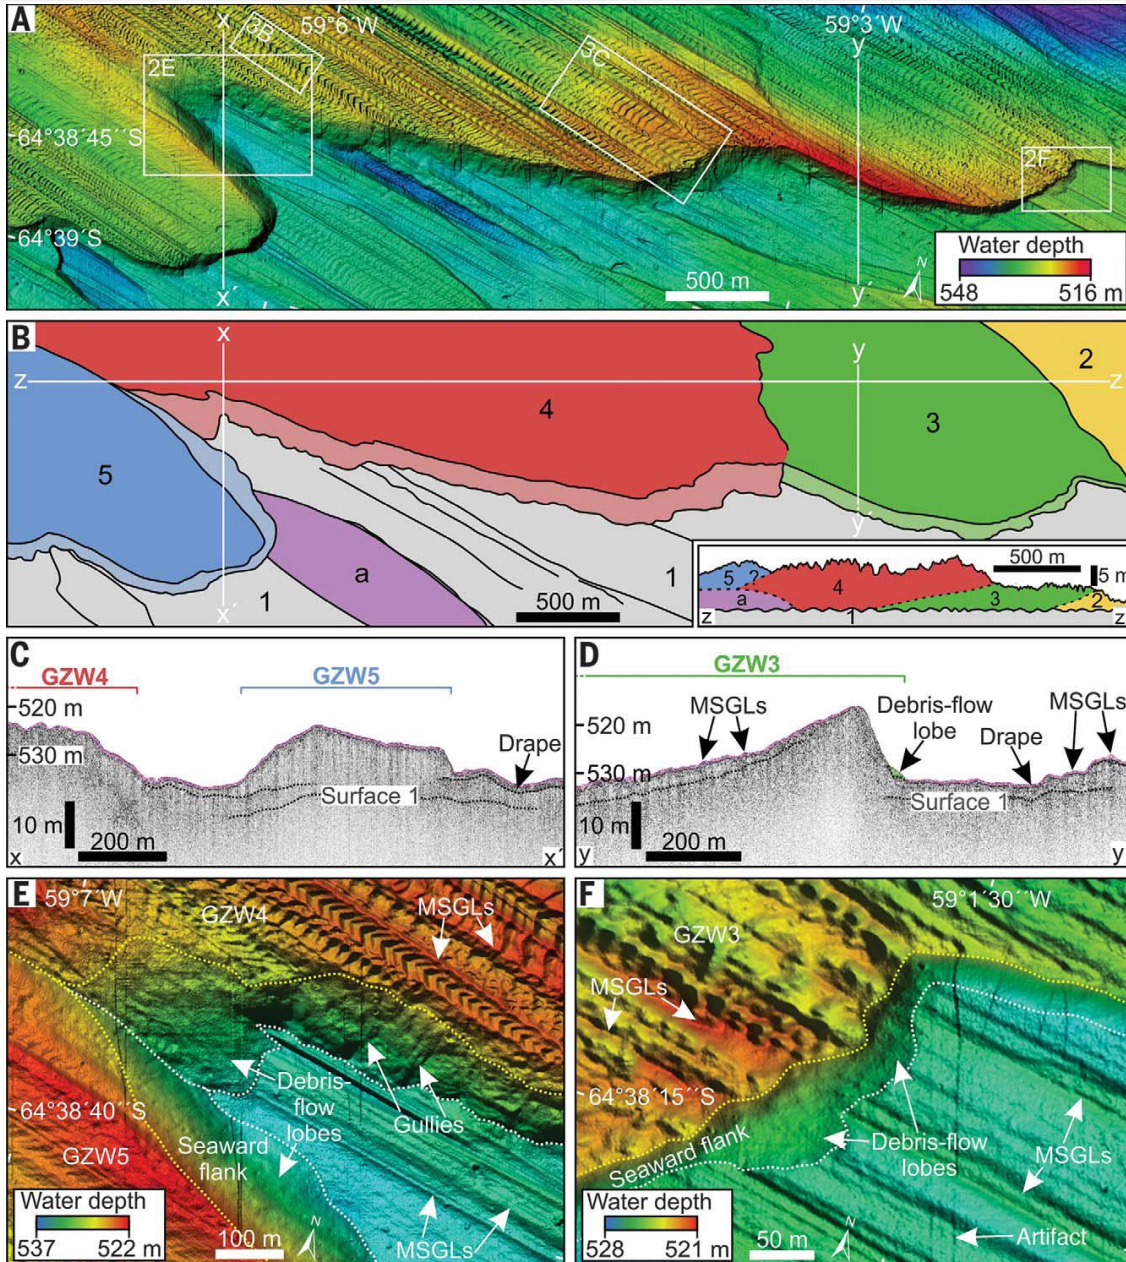 A
59°6´W
59°3´W
x
3B
y
2E
3C
64°38´45´´S
2F
64°39´S
Water depth
N
548
516 m
500 m
x´
y´
B
x
y
2
z
z´
4
3
5
y´
a
1
1
500 m
x´
500 m
5 m
5
?
4
a
3
2
1
z
z´
C
GZW4
GZW5
520 m
530 m
Drape
Surface 1
10 m
200 m
x
x´
D
GZW3
MSGLs
Debris-flow
lobe
MSGLs
520 m
Drape
530 m
Surface 1
10 m
200 m
y
y´
E
59°7´W
GZW4
MSGLs
Debris-
flow
lobes
Gullies
64°38´40´´S
Seaward
flank
GZW5
Water depth
537
522 m
100 m
N
MSGLs
F
59°1´30´´W
GZW3
MSGLs
64°38´15´´S
Seaward flank
Debris-flow
lobes
MSGLs
Water depth
528
521 m
50 m
N
Artifact